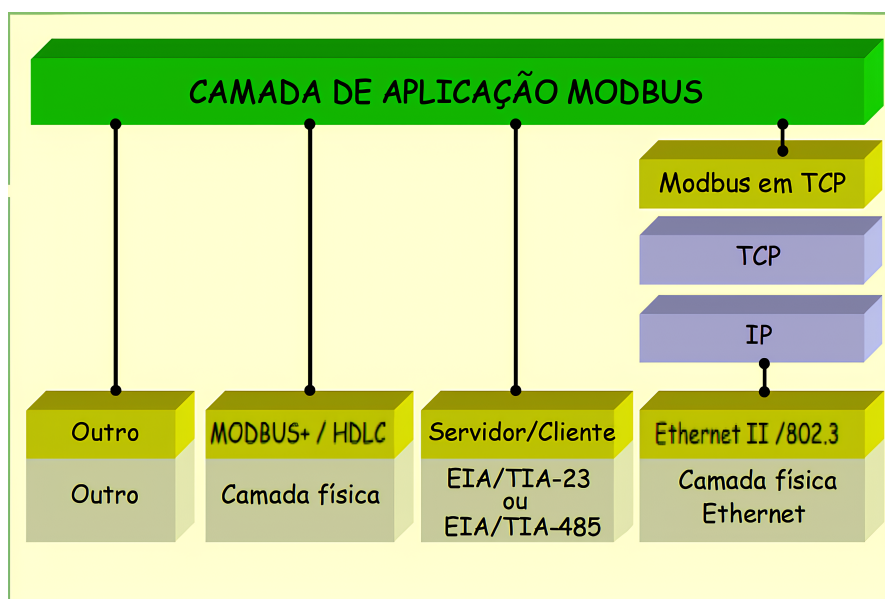 CAMADA DE APLICAÇÃO MODBUS
Modbus em TCP
TCP
IP
Outro
MODBUS+ / HDLC
Servidor/Cliente
Ethernet II /802.3
Outro
Camada física
EIA/TIA-23
ou
EIA/TIA-485
Camada física
Ethernet